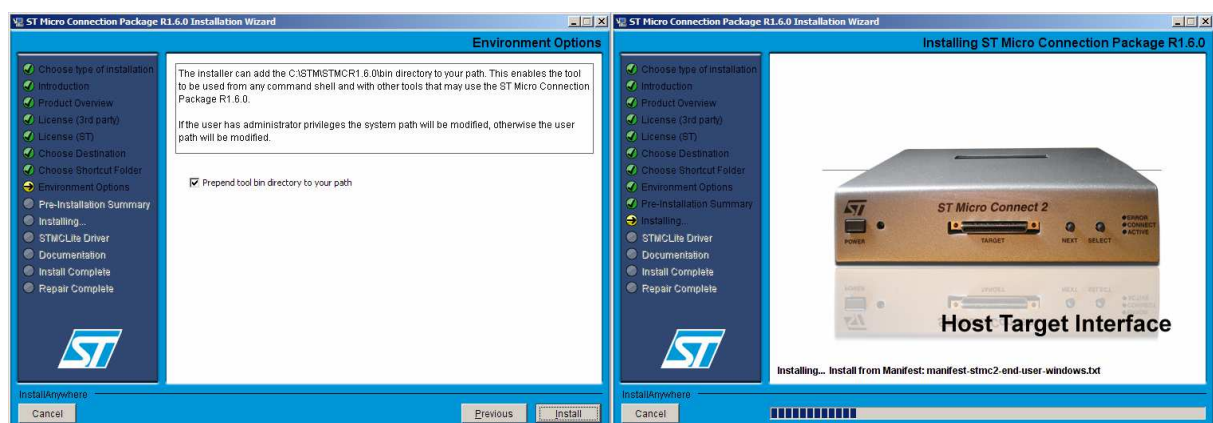 ST Micro Connection Package R1.6.0 Installation Wizard
Environment Options
Choose type of installation
Introduction
Product Overview
License (3rd party)
License (ST)
Choose Destination
Choose Shortcut Folder
Environment Options
Pre-Installation Summary
Installing...
STMCLite Driver
Documentation
Install Complete
Repair Complete
ST
The installer can add the C:\STM\STMCR1.6.0\bin directory to your path. This enables the tool
to be used from any command shell and with other tools that may use the ST Micro Connection
Package R1.6.0.
If the user has administrator privileges the system path will be modified, otherwise the user
path will be modified.
Prepend tool bin directory to your path
InstallAnywhere
Cancel
Previous
Install
ST Micro Connection Package R1.6.0 Installation Wizard
Installing ST Micro Connection Package R1.6.0
Choose type of installation
Introduction
Product Overview
License (3rd party)
License (ST)
Choose Destination
Choose Shortcut Folder
Environment Options
Pre-Installation Summary
Installing...
STMCLite Driver
Documentation
Install Complete
Repair Complete
ST
ST
ST Micro Connect 2
POWER
TARGET
NEXT
SELECT
ERROR
CONNECT
ACTIVE
Host Target Interface
Installing... Install from Manifest: manifest-stmc2-end-user-windows.txt
InstallAnywhere
Cancel